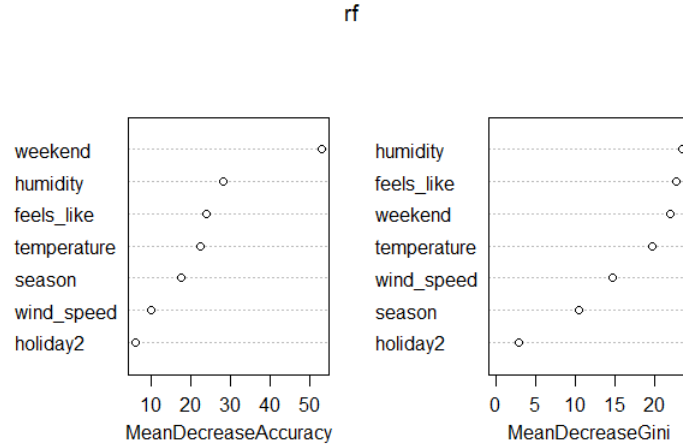 rf
weekend
humidity
feels_like
temperature
season
wind_speed
holiday2
10 20 30 40 50
MeanDecreaseAccuracy
humidity
feels_like
weekend
temperature
wind_speed
season
holiday2
0 5 10 15 20
MeanDecreaseGini